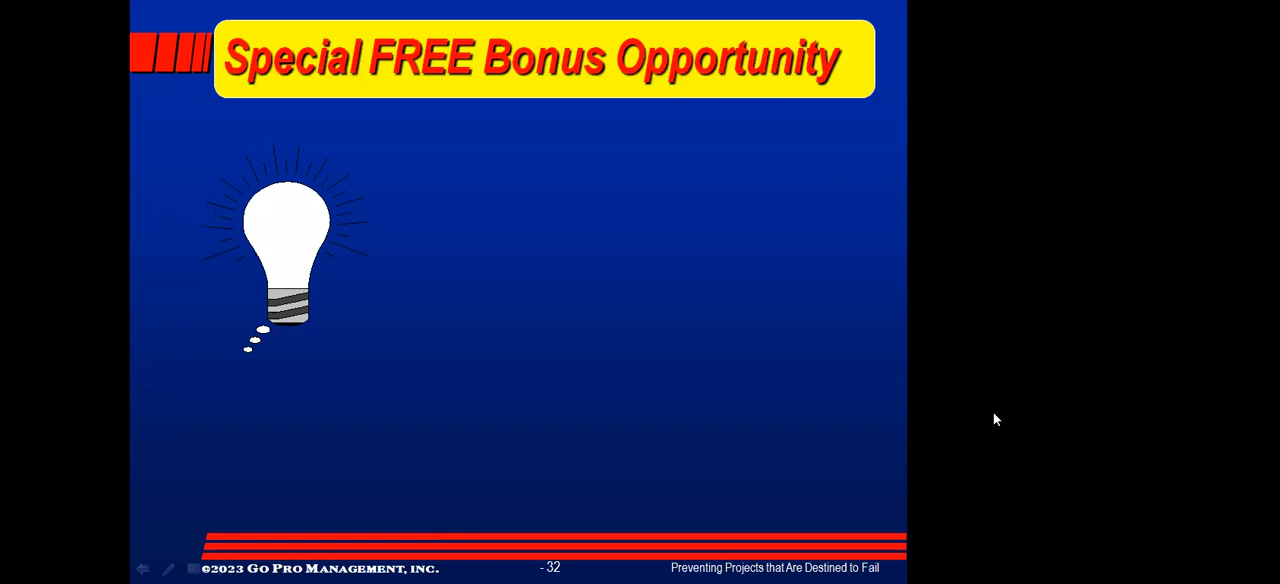 Special FREE Bonus Opportunity
©2023 GO PRO MANAGEMENT, INC. - 32 Preventing Projects that Are Destined to Fail